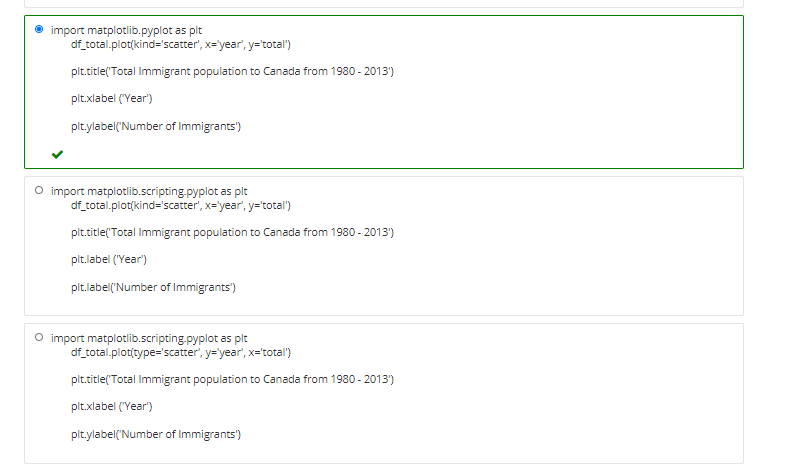 import matplotlib.pyplot as plt
df_total.plot(kind='scatter', x='year', y='total')
plt.title('Total Immigrant population to Canada from 1980 - 2013')
plt.xlabel ('Year')
plt.ylabel('Number of Immigrants')
import matplotlib.scripting.pyplot as plt
df_total.plot(kind='scatter', x='year', y='total')
plt.title('Total Immigrant population to Canada from 1980 - 2013')
plt.label ('Year')
plt.label('Number of Immigrants')
import matplotlib.scripting.pyplot as plt
df_total.plot(type='scatter', y='year', x='total')
plt.title('Total Immigrant population to Canada from 1980 - 2013')
plt.xlabel ('Year')
plt.ylabel('Number of Immigrants')